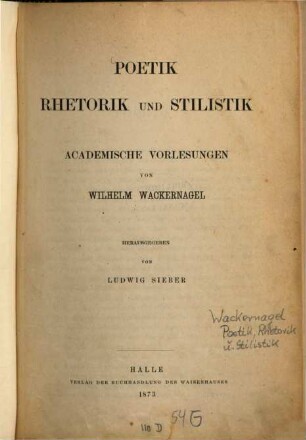 POETIK
RHETORIK UND STILISTIK
ACADEMISCHE VORLESUNGEN
VON
WILHELM WACKERNAGEL
HERAUSGEGEBEN
VON
LUDWIG SIEBER
Wackernagel
Poetik, Rhetorik
u. Stilistik
HALLE
VERLAG DER BUCHHANDLUNG DES WAISENHAUSES
1873
110 D